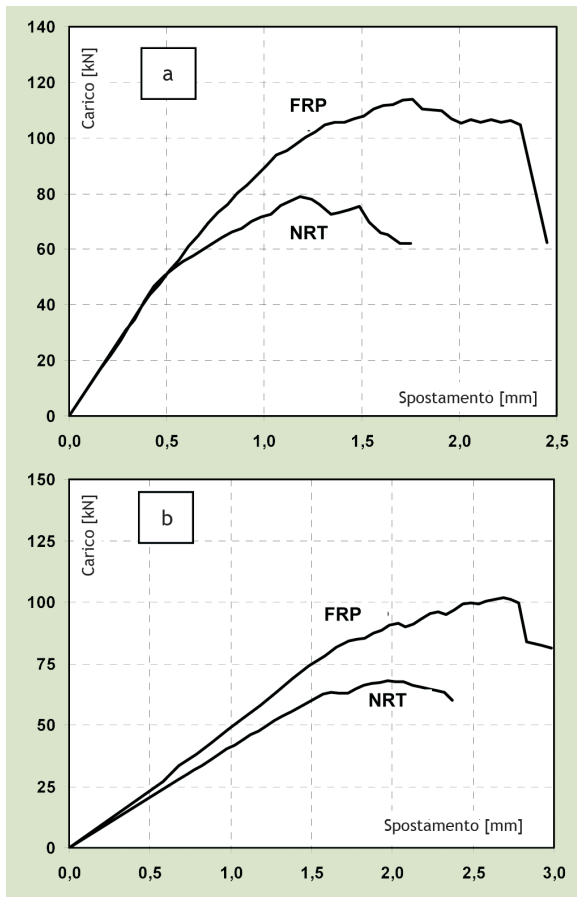 140
120
100
80
60
40
20
0
Carico [kN]
a
FRP
NRT
Spostamento [mm]
0,0 0,5 1,0 1,5 2,0 2,5
150
125
100
75
50
25
0
Carico [kN]
b
FRP
NRT
Spostamento [mm]
0,0 0,5 1,0 1,5 2,0 2,5 3,0